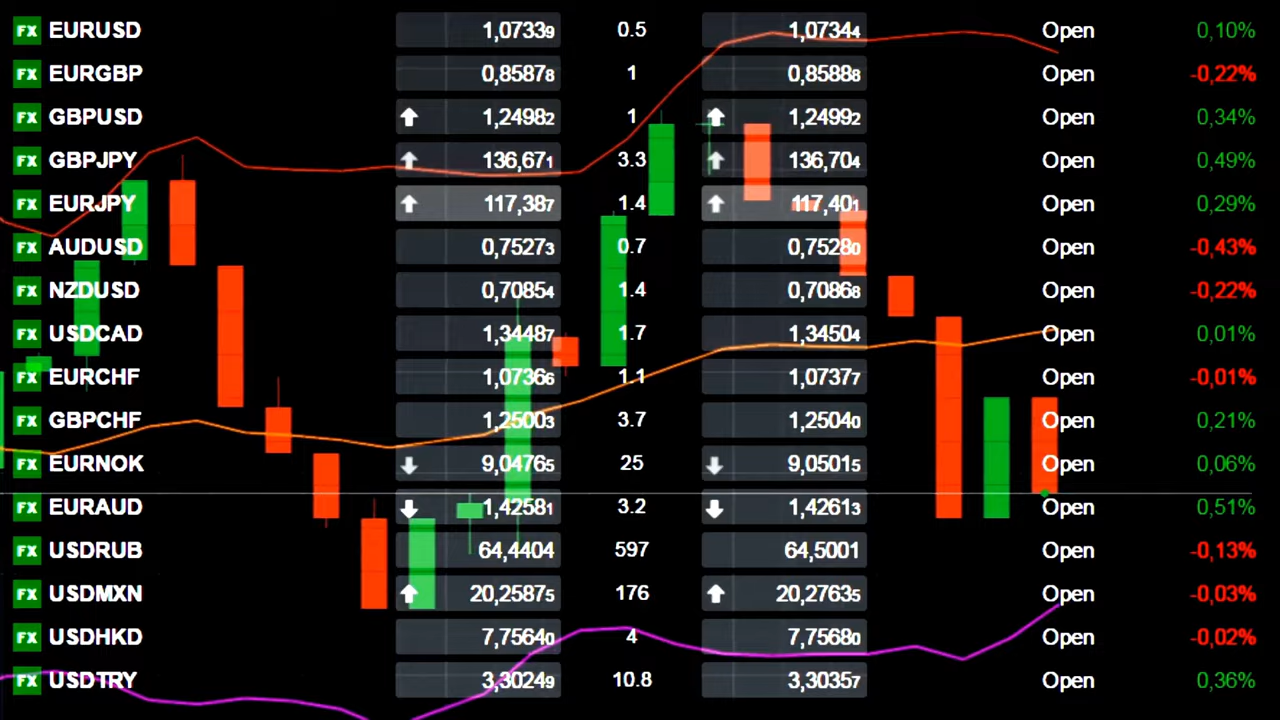 FX EURUSD 1,07339 0.5 1,07344 Open 0,10%
FX EURGBP 0,85878 1 0,85888 Open -0,22%
FX GBPUSD 1,24982 1 1,24992 Open 0,34%
FX GBPJPY 136,671 3.3 136,704 Open 0,49%
FX EURJPY 117,387 1.4 117,401 Open 0,29%
FX AUDUSD 0,75273 0.7 0,75280 Open -0,43%
FX NZDUSD 0,70854 1.4 0,70868 Open -0,22%
FX USDCAD 1,34487 1.7 1,34504 Open 0,01%
FX EURCHF 1,07366 1.1 1,07377 Open -0,01%
FX GBPCHF 1,25003 3.7 1,25040 Open 0,21%
FX EURNOK 9,04765 25 9,05015 Open 0,06%
FX EURAUD 1,42581 3.2 1,42613 Open 0,51%
FX USDRUB 64,4404 597 64,5001 Open -0,13%
FX USDMXN 20,25875 176 20,27635 Open -0,03%
FX USDHKD 7,75640 4 7,75680 Open -0,02%
FX USDTRY 3,30249 10.8 3,30357 Open 0,36%